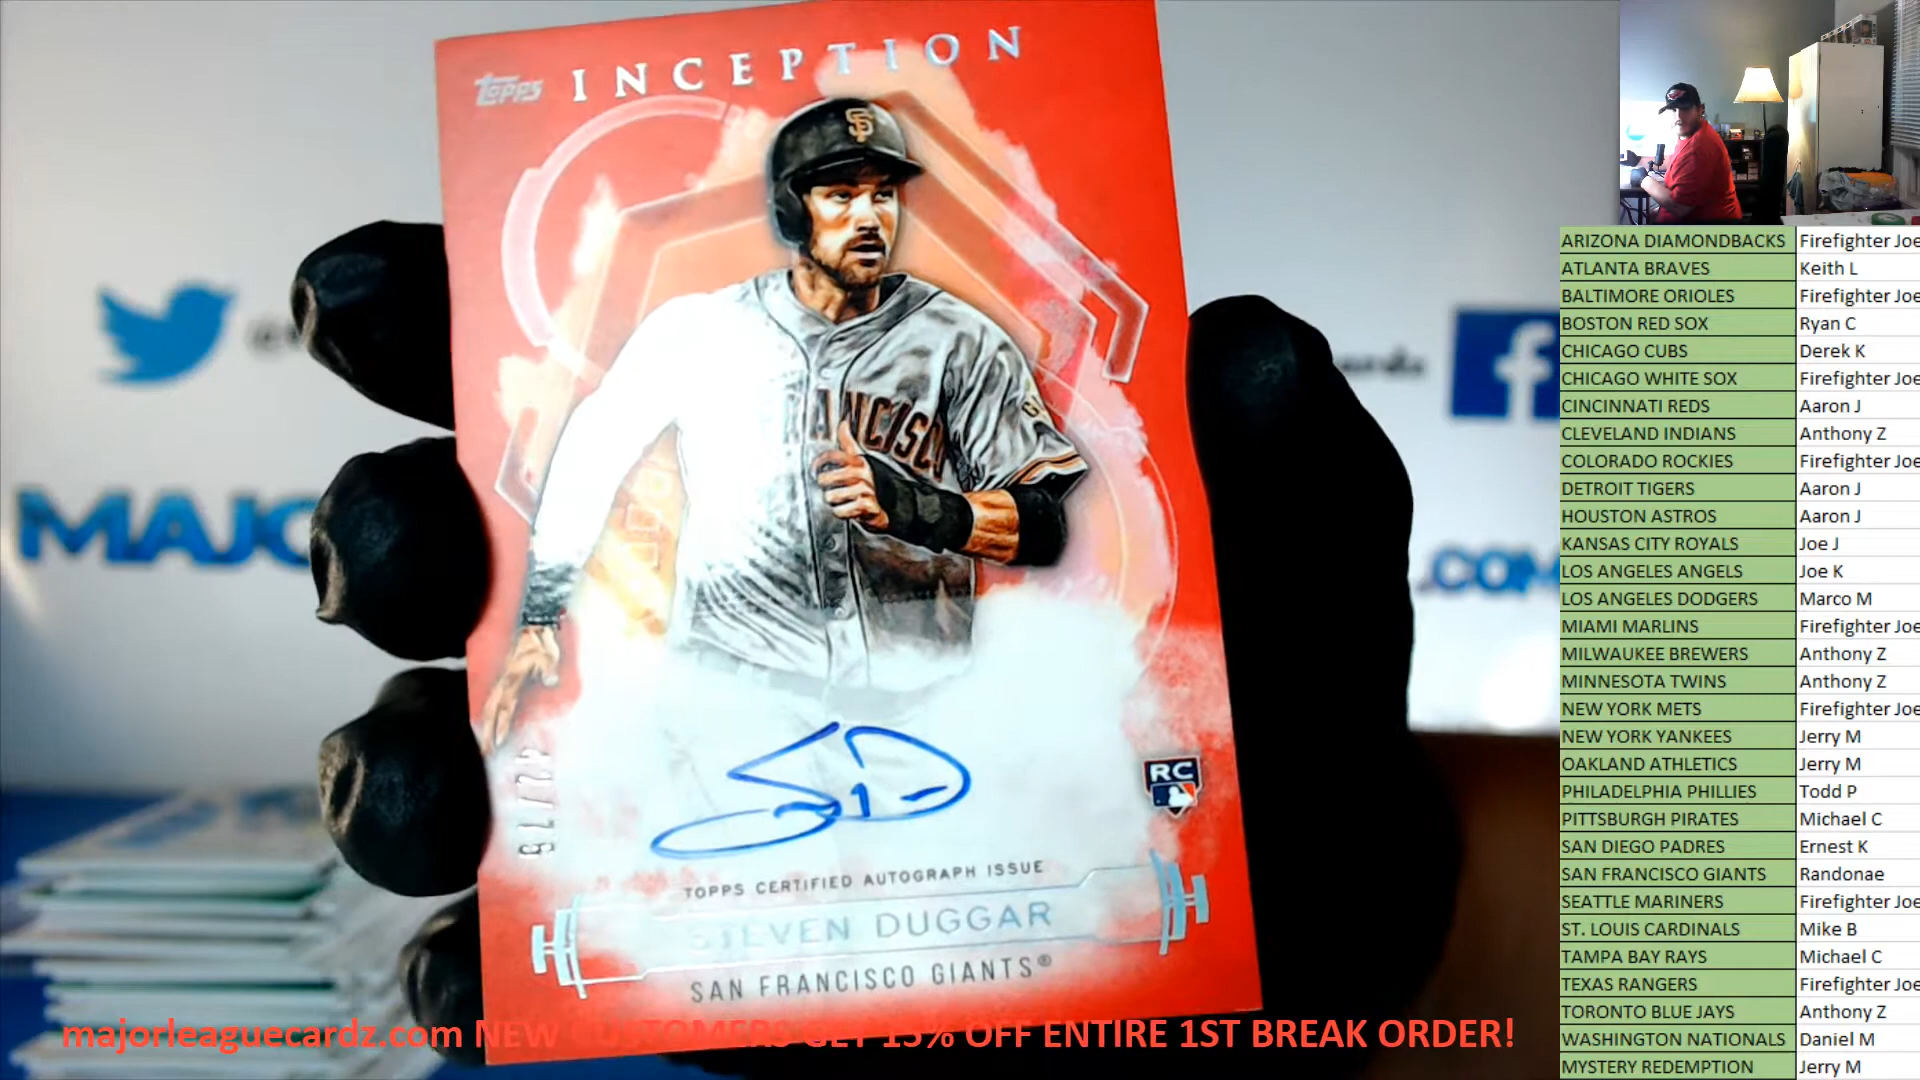 Topps INCEPTION
SF
FRANCISCO
42/75
RC
TOPPS CERTIFIED AUTOGRAPH ISSUE
STEVEN DUGGAR
SAN FRANCISCO GIANTS®
MAJO
.COM
f
majorleaguecardz.com NEW CUSTOMERS GET 15% OFF ENTIRE 1ST BREAK ORDER!
ARIZONA DIAMONDBACKS Firefighter Joe
ATLANTA BRAVES Keith L
BALTIMORE ORIOLES Firefighter Joe
BOSTON RED SOX Ryan C
CHICAGO CUBS Derek K
CHICAGO WHITE SOX Firefighter Joe
CINCINNATI REDS Aaron J
CLEVELAND INDIANS Anthony Z
COLORADO ROCKIES Firefighter Joe
DETROIT TIGERS Aaron J
HOUSTON ASTROS Aaron J
KANSAS CITY ROYALS Joe J
LOS ANGELES ANGELS Joe K
LOS ANGELES DODGERS Marco M
MIAMI MARLINS Firefighter Joe
MILWAUKEE BREWERS Anthony Z
MINNESOTA TWINS Anthony Z
NEW YORK METS Firefighter Joe
NEW YORK YANKEES Jerry M
OAKLAND ATHLETICS Jerry M
PHILADELPHIA PHILLIES Todd P
PITTSBURGH PIRATES Michael C
SAN DIEGO PADRES Ernest K
SAN FRANCISCO GIANTS Randonae
SEATTLE MARINERS Firefighter Joe
ST. LOUIS CARDINALS Mike B
TAMPA BAY RAYS Michael C
TEXAS RANGERS Firefighter Joe
TORONTO BLUE JAYS Anthony Z
WASHINGTON NATIONALS Daniel M
MYSTERY REDEMPTION Jerry M